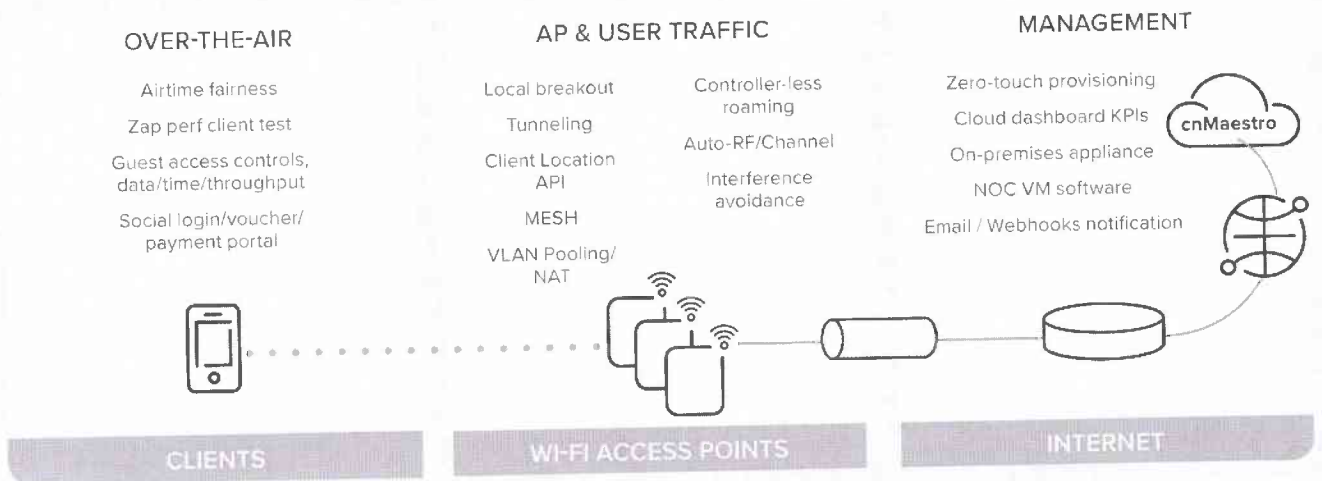 OVER-THE-AIR
Airtime fairness
Zap perf client test
Guest access controls,
data/time/throughput
Social login/voucher/
payment portal
AP & USER TRAFFIC
Local breakout
Tunneling
Client Location
API
MESH
VLAN Pooling/
NAT
Controller-less
roaming
Auto-RF/Channel
Interference
avoidance
MANAGEMENT
Zero-touch provisioning
Cloud dashboard KPIs
On-premises appliance
NOC VM software
Email / Webhooks notification
cnMaestro
CLIENTS
WI-FI ACCESS POINTS
INTERNET